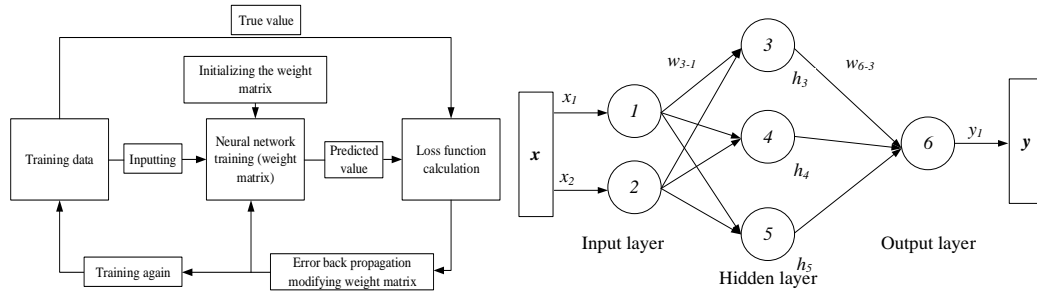 True value
Initializing the weight
matrix
Training data
Inputting
Neural network
training (weight
matrix)
Predicted
value
Loss function
calculation
Training again
Error back propagation
modifying weight matrix
x
x1
x2
1
2
w3-1
3
h3
4
h4
5
h5
w6-3
6
y1
y
Input layer
Hidden layer
Output layer